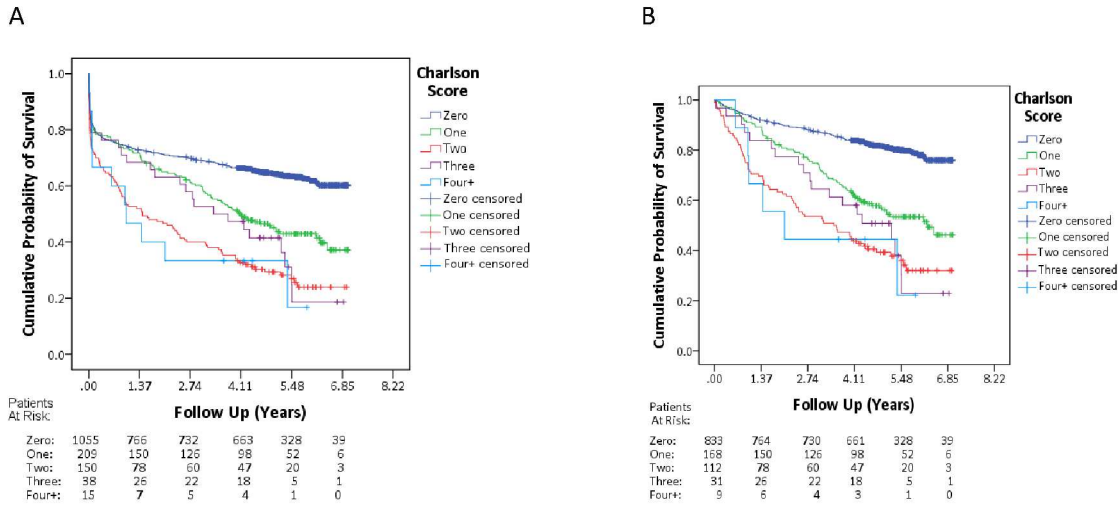 A
Cumulative Probability of Survival
1.0
0.8
0.6
0.4
0.2
0.0
.00 1.37 2.74 4.11 5.48 6.85 8.22
Follow Up (Years)
Charlson
Score
Zero
One
Two
Three
Four+
Zero censored
One censored
Two censored
Three censored
Four+ censored
Patients
At Risk:
Zero: 1055 766 732 663 328 39
One: 209 150 126 98 52 6
Two: 150 78 60 47 20 3
Three: 38 26 22 18 5 1
Four+: 15 7 5 4 1 0
B
Cumulative Probability of Survival
1.0
0.8
0.6
0.4
0.2
0.0
.00 1.37 2.74 4.11 5.48 6.85 8.22
Follow Up (Years)
Charlson
Score
Zero
One
Two
Three
Four+
Zero censored
One censored
Two censored
Three censored
Four+ censored
Patients
At Risk:
Zero: 833 764 730 661 328 39
One: 168 150 126 98 52 6
Two: 112 78 60 47 20 3
Three: 31 26 22 18 5 1
Four+: 9 6 4 3 1 0